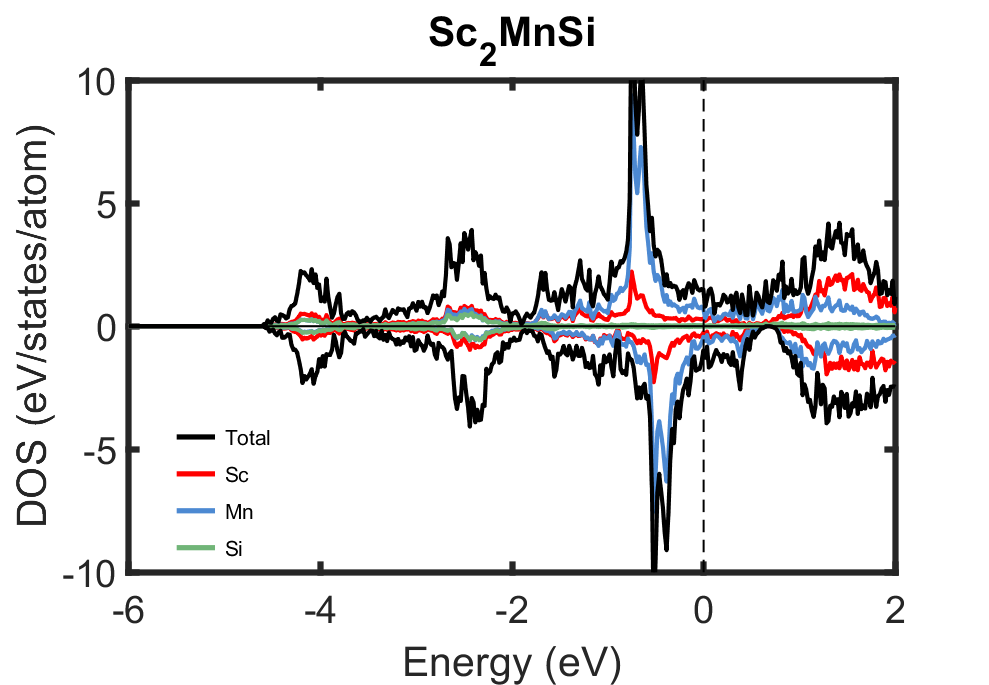 Sc2MnSi
10
5
0
-5
-10
DOS (eV/states/atom)
Total
Sc
Mn
Si
-6 -4 -2 0 2
Energy (eV)